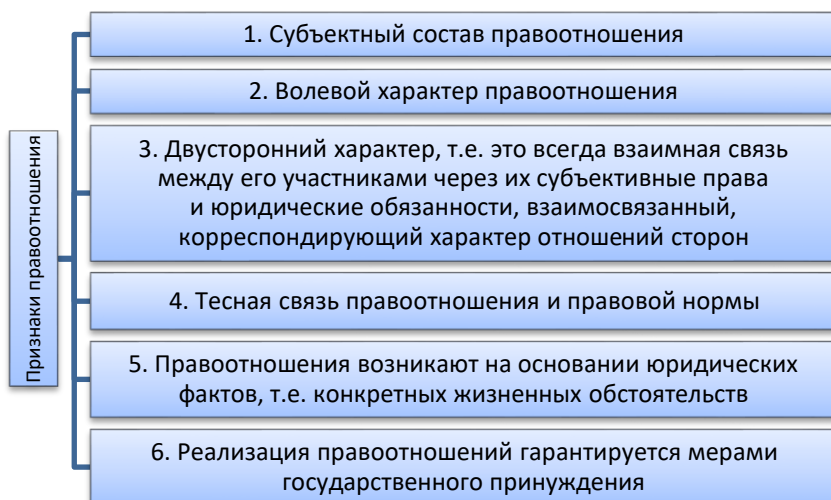 Признаки правоотношения
1. Субъектный состав правоотношения
2. Волевой характер правоотношения
3. Двусторонний характер, т.е. это всегда взаимная связь
между его участниками через их субъективные права
и юридические обязанности, взаимосвязанный,
корреспондирующий характер отношений сторон
4. Тесная связь правоотношения и правовой нормы
5. Правоотношения возникают на основании юридических
фактов, т.е. конкретных жизненных обстоятельств
6. Реализация правоотношений гарантируется мерами
государственного принуждения